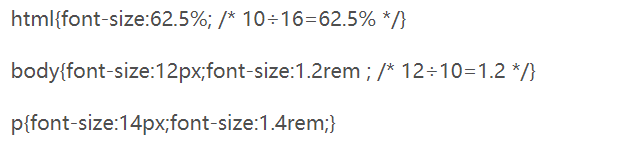 html{font-size:62.5%; /* 10÷16=62.5% */}
body{font-size:12px;font-size:1.2rem ; /* 12÷10=1.2 */}
p{font-size:14px;font-size:1.4rem;}